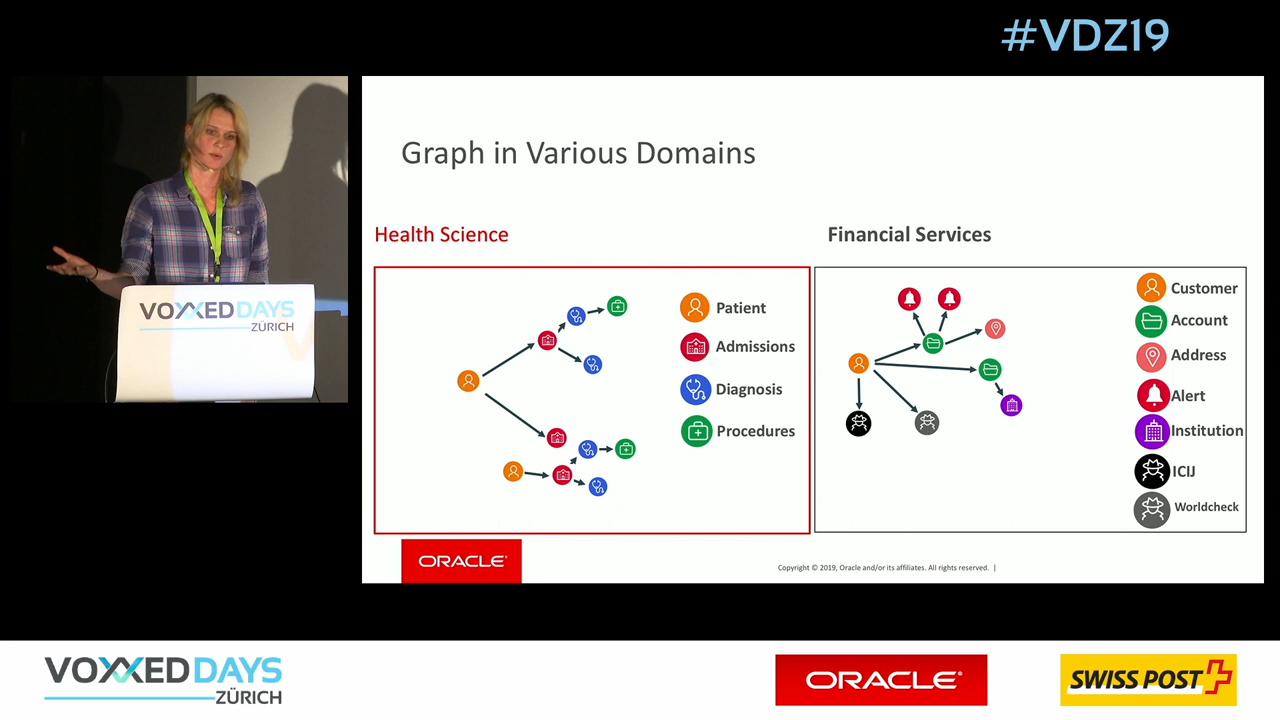 #VDZ19
Graph in Various Domains
Health Science
Patient
Admissions
Diagnosis
Procedures
Financial Services
Customer
Account
Address
Alert
Institution
ICIJ
Worldcheck
ORACLE
Copyright © 2019, Oracle and/or its affiliates. All rights reserved. |
VOXXED DAYS
ZÜRICH
VOXXED DAYS
ZÜRICH
ORACLE
SWISS POST